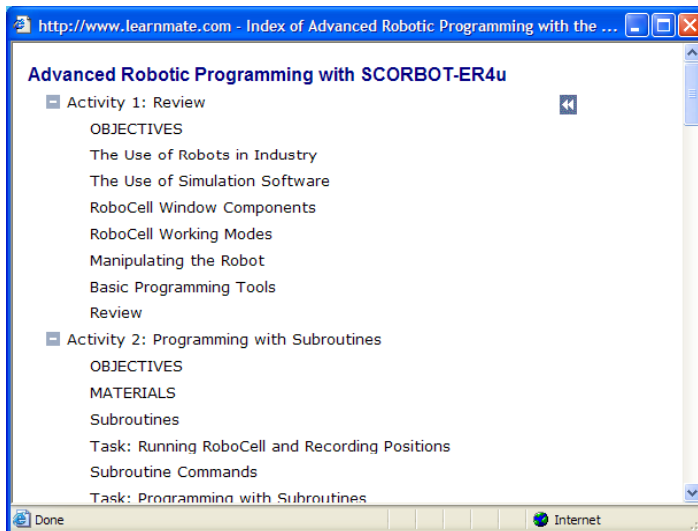 http://www.learnmate.com - Index of Advanced Robotic Programming with the ...
Advanced Robotic Programming with SCORBOT-ER4u
Activity 1: Review
OBJECTIVES
The Use of Robots in Industry
The Use of Simulation Software
RoboCell Window Components
RoboCell Working Modes
Manipulating the Robot
Basic Programming Tools
Review
Activity 2: Programming with Subroutines
OBJECTIVES
MATERIALS
Subroutines
Task: Running RoboCell and Recording Positions
Subroutine Commands
Task: Programming with Subroutines
Done Internet